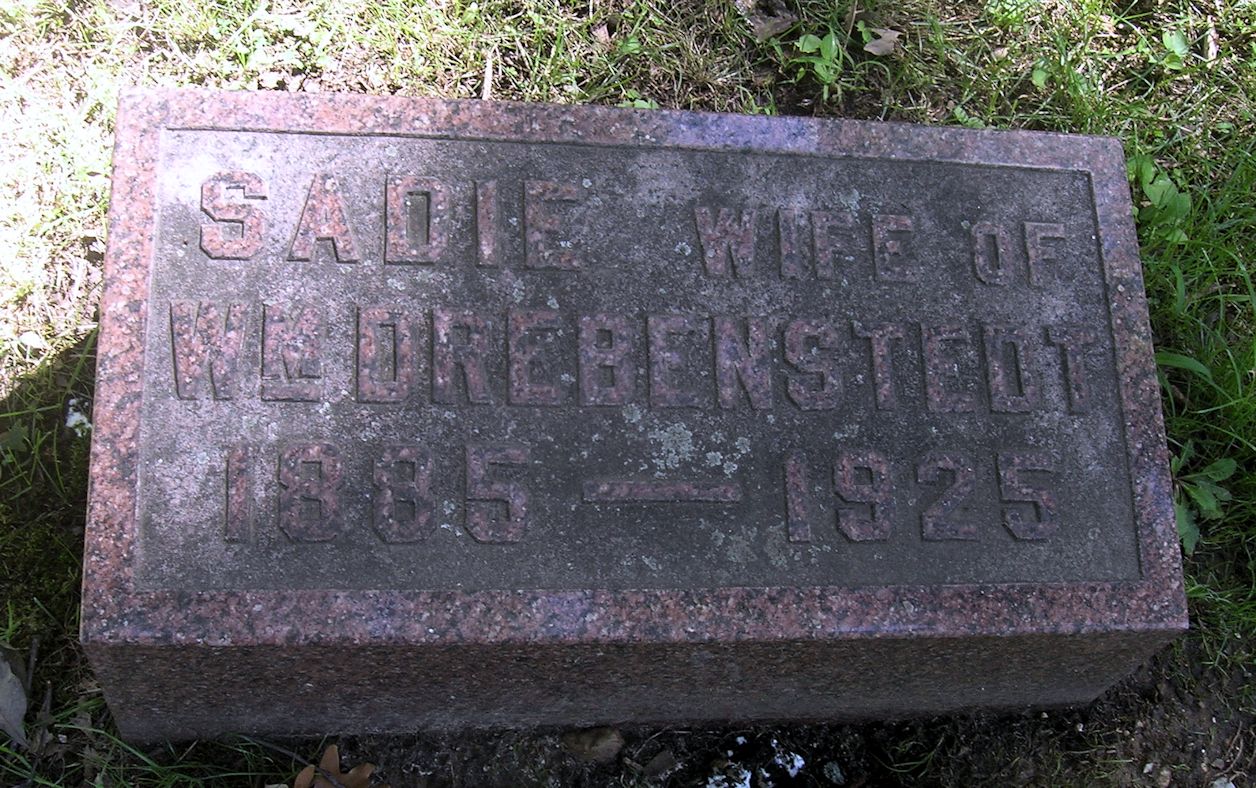 SADIE WIFE OF
WM DREBENSTEDT
1885 — 1925